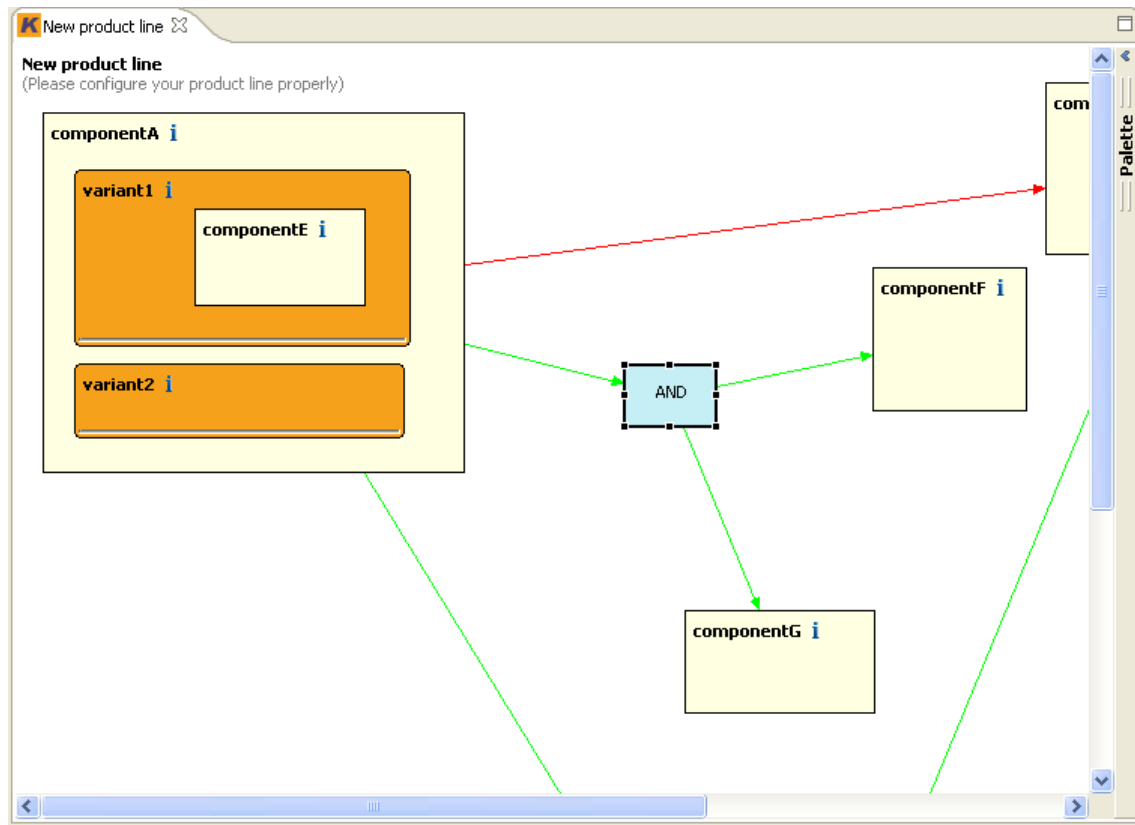 K New product line
New product line
(Please configure your product line properly)
componentA i
com
variant1 i
Palette
componentE i
componentF i
variant2 i
AND
componentG i